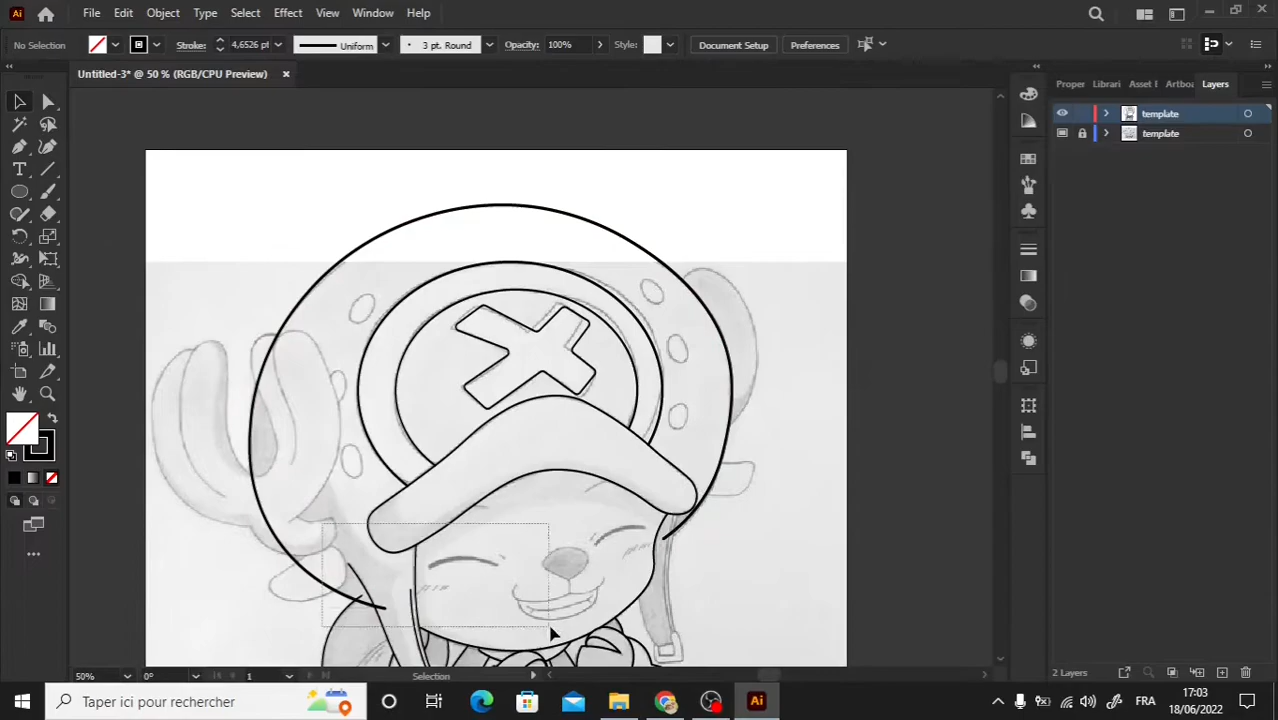 Ai File Edit Object Type Select Effect View Window Help
No Selection Stroke: 4,6526 pt Uniform 3 pt. Round Opacity: 100% Style: Document Setup Preferences
Untitled-3* @ 50 % (RGB/CPU Preview)
Proper Librari Asset E Artboa Layers
template
template
T
50% 0° 1 Selection
2 Layers
Taper ici pour rechercher
Ai
FRA
17:03
18/06/2022